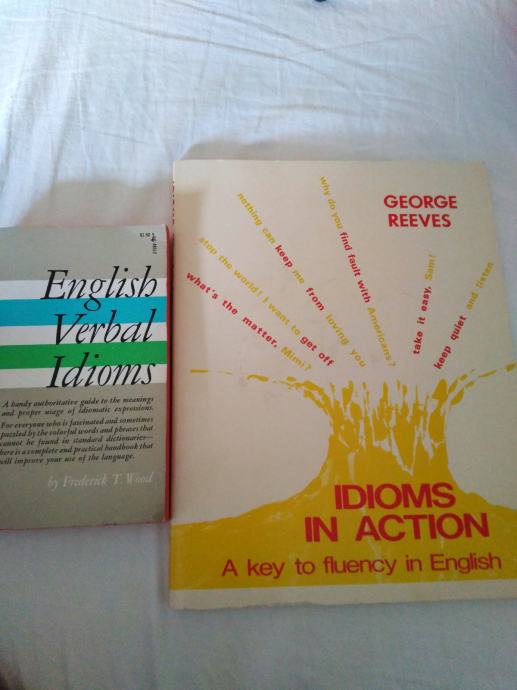 $1.50
English
Verbal
Idioms
A handy authoritative guide to the meanings
and proper usage of idiomatic expressions.
For everyone who is fascinated and sometimes
puzzled by the colorful words and phrases that
cannot be found in standard dictionaries—
here is a complete and practical handbook that
will improve your use of the language.
by Frederick T. Wood
GEORGE
REEVES
what's the matter, Mimi?
stop the world! I want to get off
nothing can keep me from loving you
why do you find fault with Americans?
take it easy, Sam!
keep quiet and listen
IDIOMS
IN ACTION
A key to fluency in English